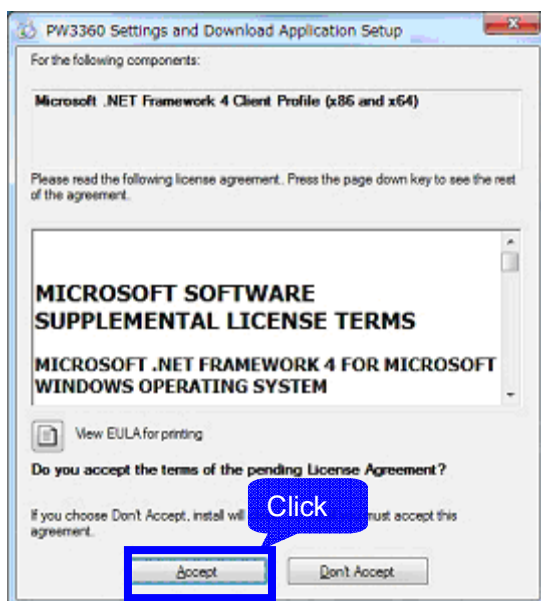 PW3360 Settings and Download Application Setup
For the following components:
Microsoft .NET Framework 4 Client Profile (x86 and x64)
Please read the following license agreement. Press the page down key to see the rest
of the agreement.
MICROSOFT SOFTWARE
SUPPLEMENTAL LICENSE TERMS
MICROSOFT .NET FRAMEWORK 4 FOR MICROSOFT
WINDOWS OPERATING SYSTEM
View EULA for printing
Do you accept the terms of the pending License Agreement?
Click
If you choose Don't Accept, install will must accept this
agreement.
Accept
Don't Accept